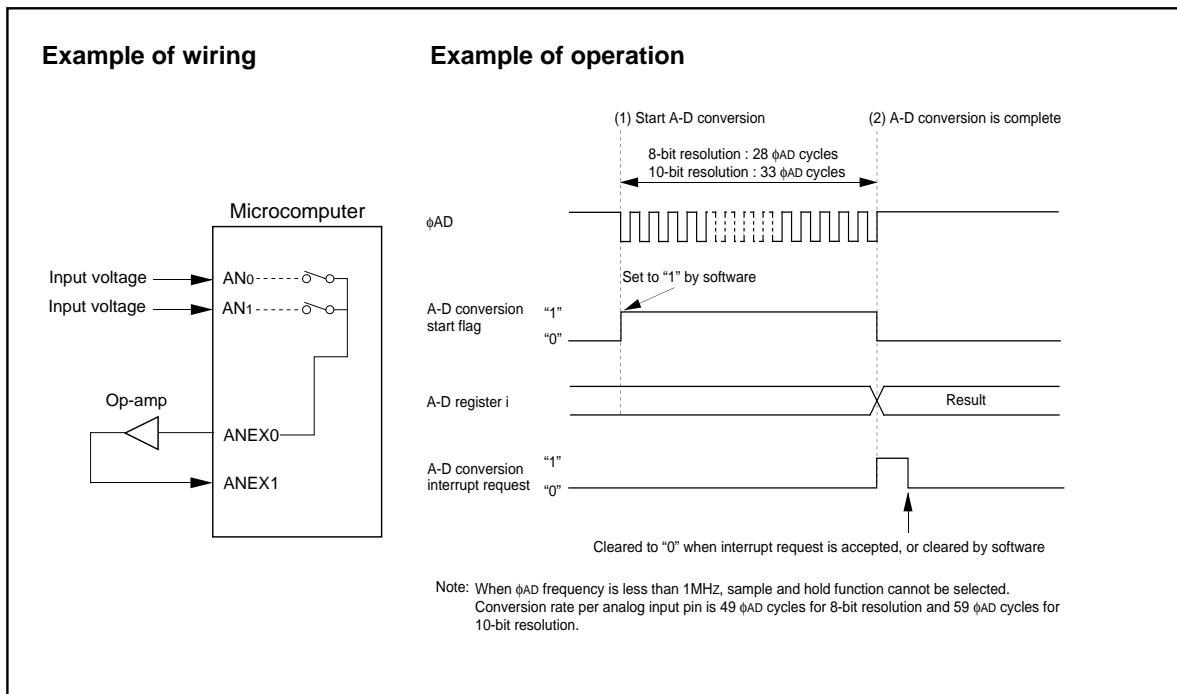 Example of wiring
Example of operation
Microcomputer
Input voltage
AN0
Input voltage
AN1
Op-amp
ANEX0
ANEX1
(1) Start A-D conversion
(2) A-D conversion is complete
8-bit resolution : 28 ϕAD cycles
10-bit resolution : 33 ϕAD cycles
ϕAD
Set to “1” by software
A-D conversion
start flag
“1”
“0”
A-D register i
Result
A-D conversion
interrupt request
“1”
“0”
Cleared to “0” when interrupt request is accepted, or cleared by software
Note: When ϕAD frequency is less than 1MHZ, sample and hold function cannot be selected.
Conversion rate per analog input pin is 49 ϕAD cycles for 8-bit resolution and 59 ϕAD cycles for
10-bit resolution.